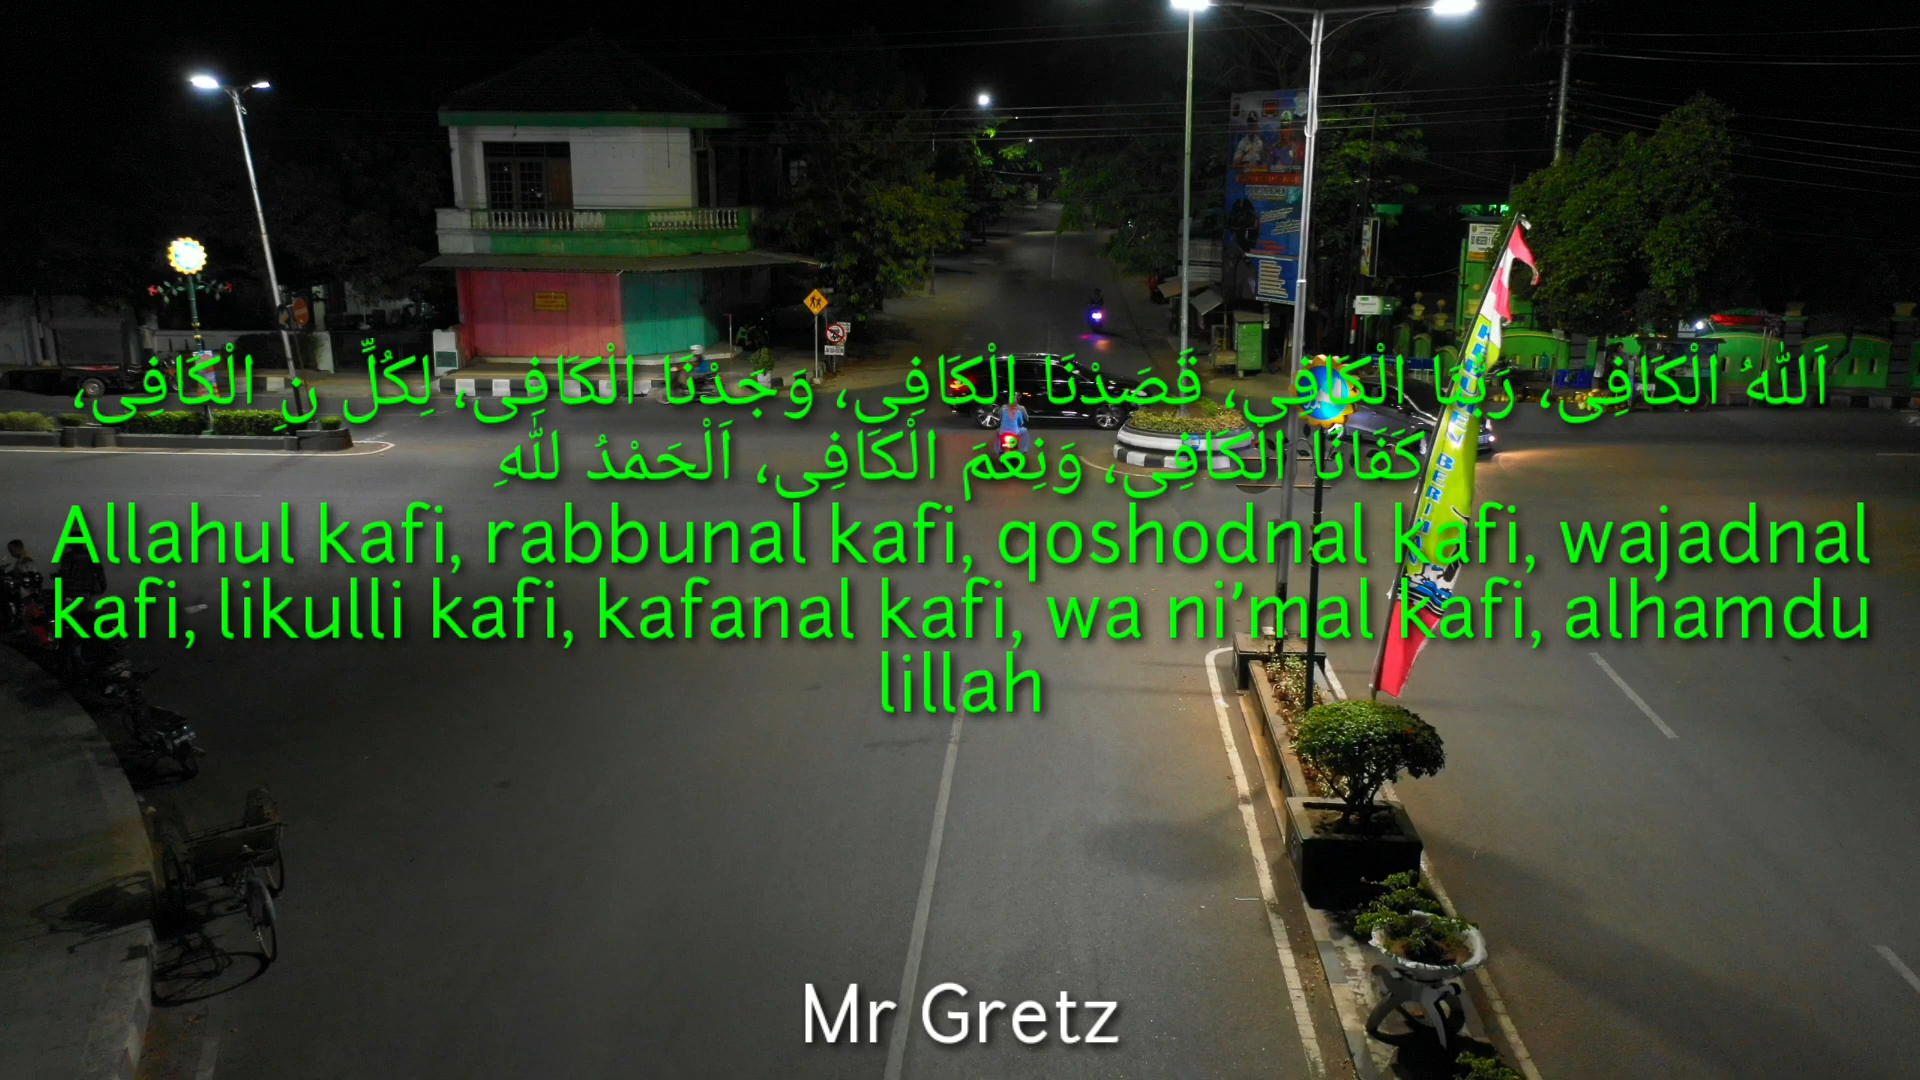 اَللّٰهُ الْكَافِى، رَبُّنَا الْكَافِى، قَصَدْنَا الْكَافِى، وَجَدْنَا الْكَافِى، لِكُلٍّ نِ الْكَافِى،
كَفَانَا الْكَافِى، وَنِعْمَ الْكَافِى، اَلْحَمْدُ لِلّٰهِ
Allahul kafi, rabbunal kafi, qoshodnal kafi, wajadnal
kafi, likulli kafi, kafanal kafi, wa ni’mal kafi, alhamdu
lillah
Mr Gretz